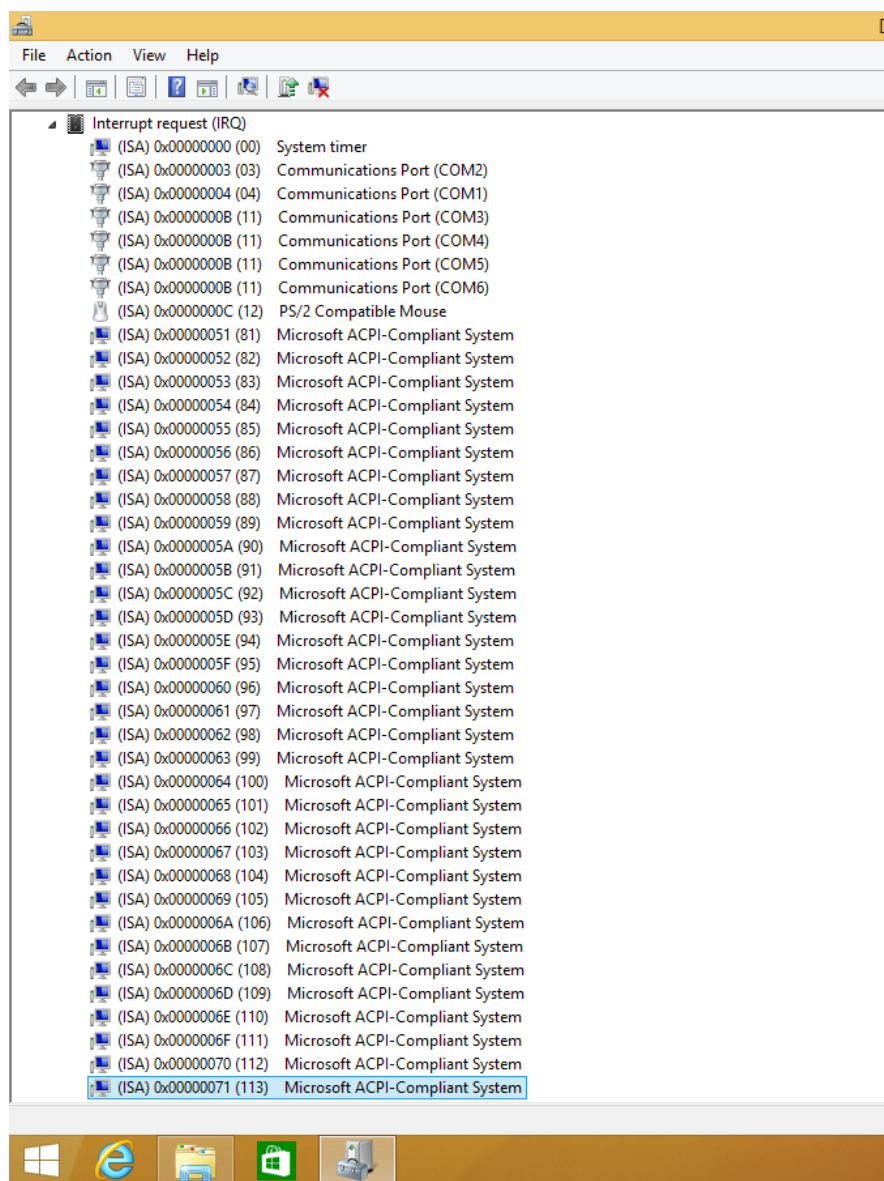 File Action View Help
Interrupt request (IRQ)
(ISA) 0x00000000 (00) System timer
(ISA) 0x00000003 (03) Communications Port (COM2)
(ISA) 0x00000004 (04) Communications Port (COM1)
(ISA) 0x0000000B (11) Communications Port (COM3)
(ISA) 0x0000000B (11) Communications Port (COM4)
(ISA) 0x0000000B (11) Communications Port (COM5)
(ISA) 0x0000000B (11) Communications Port (COM6)
(ISA) 0x0000000C (12) PS/2 Compatible Mouse
(ISA) 0x00000051 (81) Microsoft ACPI-Compliant System
(ISA) 0x00000052 (82) Microsoft ACPI-Compliant System
(ISA) 0x00000053 (83) Microsoft ACPI-Compliant System
(ISA) 0x00000054 (84) Microsoft ACPI-Compliant System
(ISA) 0x00000055 (85) Microsoft ACPI-Compliant System
(ISA) 0x00000056 (86) Microsoft ACPI-Compliant System
(ISA) 0x00000057 (87) Microsoft ACPI-Compliant System
(ISA) 0x00000058 (88) Microsoft ACPI-Compliant System
(ISA) 0x00000059 (89) Microsoft ACPI-Compliant System
(ISA) 0x0000005A (90) Microsoft ACPI-Compliant System
(ISA) 0x0000005B (91) Microsoft ACPI-Compliant System
(ISA) 0x0000005C (92) Microsoft ACPI-Compliant System
(ISA) 0x0000005D (93) Microsoft ACPI-Compliant System
(ISA) 0x0000005E (94) Microsoft ACPI-Compliant System
(ISA) 0x0000005F (95) Microsoft ACPI-Compliant System
(ISA) 0x00000060 (96) Microsoft ACPI-Compliant System
(ISA) 0x00000061 (97) Microsoft ACPI-Compliant System
(ISA) 0x00000062 (98) Microsoft ACPI-Compliant System
(ISA) 0x00000063 (99) Microsoft ACPI-Compliant System
(ISA) 0x00000064 (100) Microsoft ACPI-Compliant System
(ISA) 0x00000065 (101) Microsoft ACPI-Compliant System
(ISA) 0x00000066 (102) Microsoft ACPI-Compliant System
(ISA) 0x00000067 (103) Microsoft ACPI-Compliant System
(ISA) 0x00000068 (104) Microsoft ACPI-Compliant System
(ISA) 0x00000069 (105) Microsoft ACPI-Compliant System
(ISA) 0x0000006A (106) Microsoft ACPI-Compliant System
(ISA) 0x0000006B (107) Microsoft ACPI-Compliant System
(ISA) 0x0000006C (108) Microsoft ACPI-Compliant System
(ISA) 0x0000006D (109) Microsoft ACPI-Compliant System
(ISA) 0x0000006E (110) Microsoft ACPI-Compliant System
(ISA) 0x0000006F (111) Microsoft ACPI-Compliant System
(ISA) 0x00000070 (112) Microsoft ACPI-Compliant System
(ISA) 0x00000071 (113) Microsoft ACPI-Compliant System